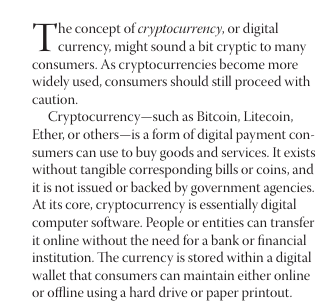 The concept of cryptocurrency, or digital
currency, might sound a bit cryptic to many
consumers. As cryptocurrencies become more
widely used, consumers should still proceed with
caution.
Cryptocurrency—such as Bitcoin, Litecoin,
Ether, or others—is a form of digital payment con-
sumers can use to buy goods and services. It exists
without tangible corresponding bills or coins, and
it is not issued or backed by government agencies.
At its core, cryptocurrency is essentially digital
computer software. People or entities can transfer
it online without the need for a bank or financial
institution. The currency is stored within a digital
wallet that consumers can maintain either online
or offline using a hard drive or paper printout.